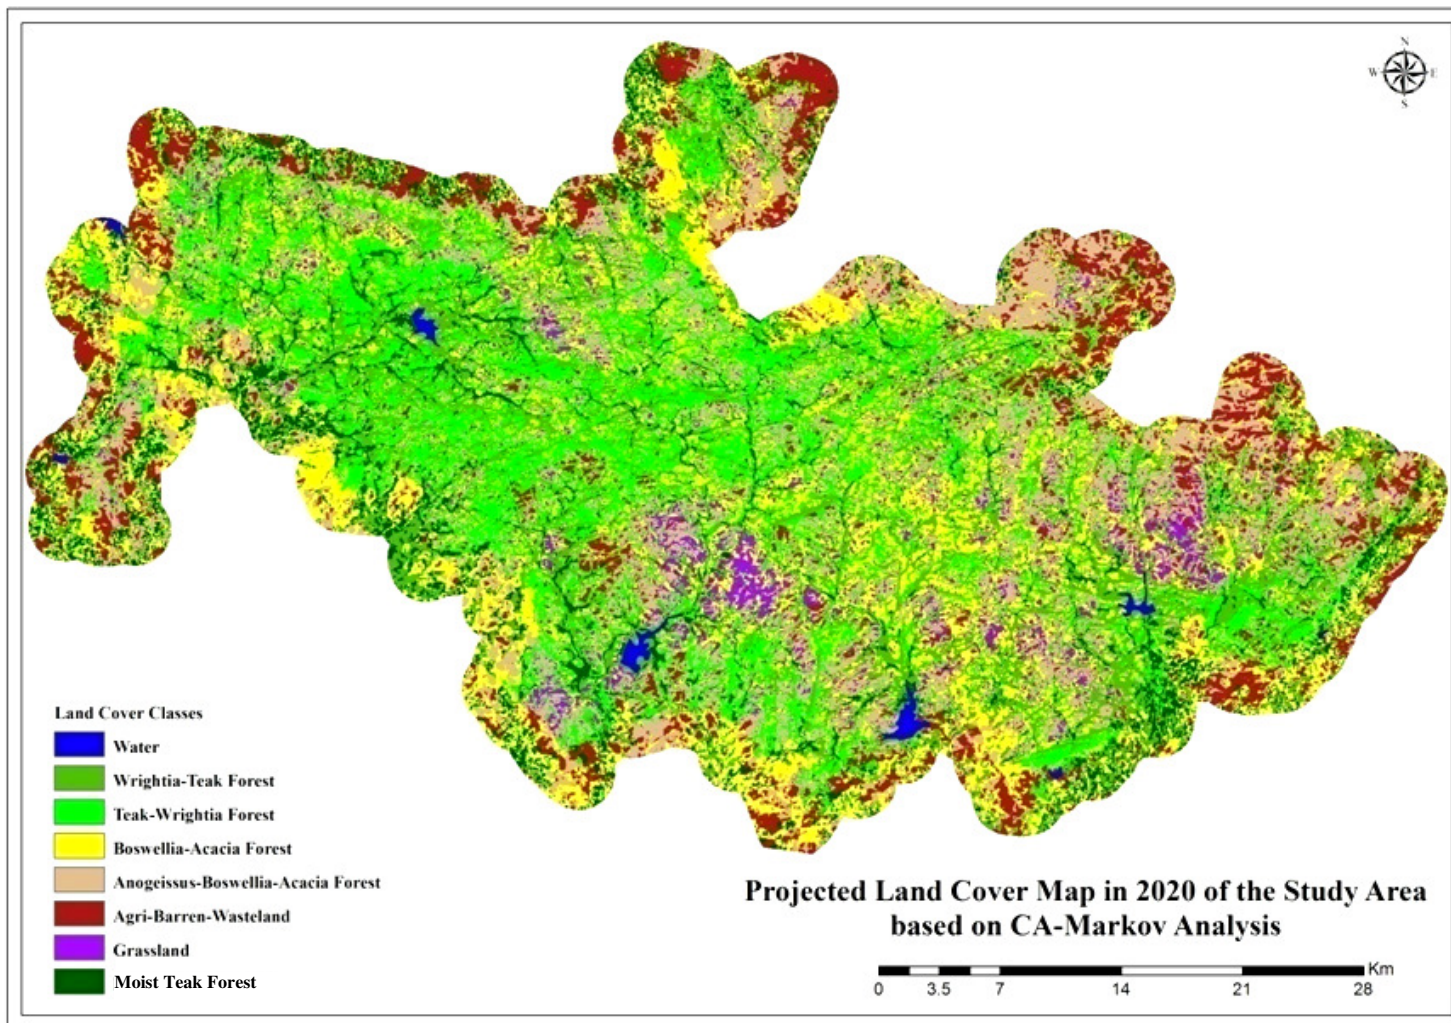 N
W E
S
Land Cover Classes
Water
Wrightia-Teak Forest
Teak-Wrightia Forest
Boswellia-Acacia Forest
Anogeissus-Boswellia-Acacia Forest
Agri-Barren-Wasteland
Grassland
Moist Teak Forest
Projected Land Cover Map in 2020 of the Study Area
based on CA-Markov Analysis
Km
0 3.5 7 14 21 28